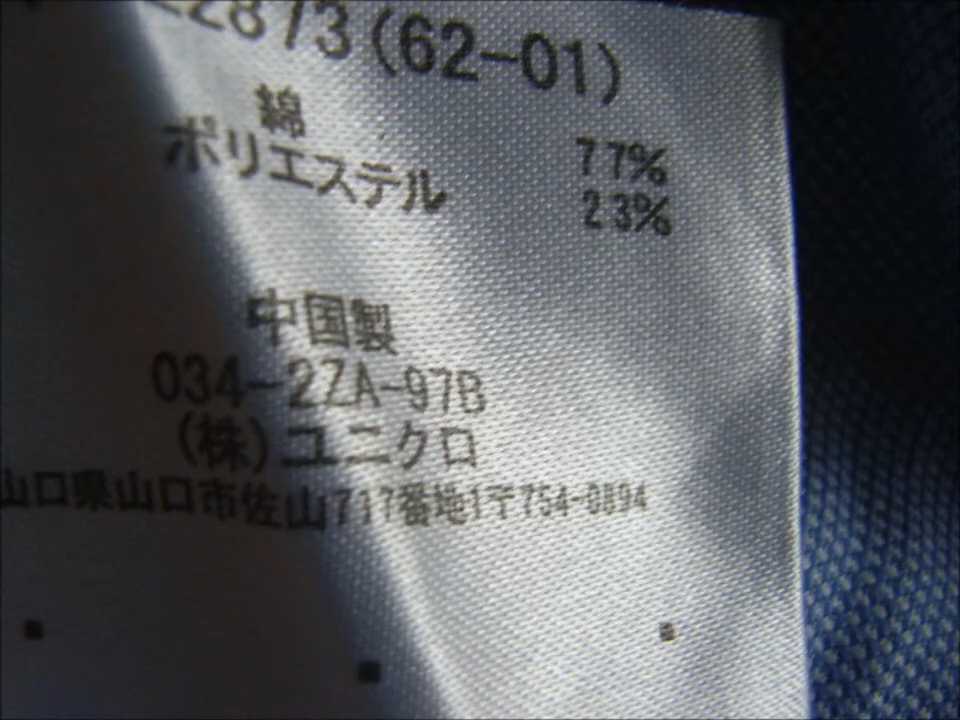 22873(62-01)
綿 77%
ポリエステル 23%
中国製
034-2ZA-97B
(株)ユニクロ
山口県山口市佐山717番地1〒754-0894